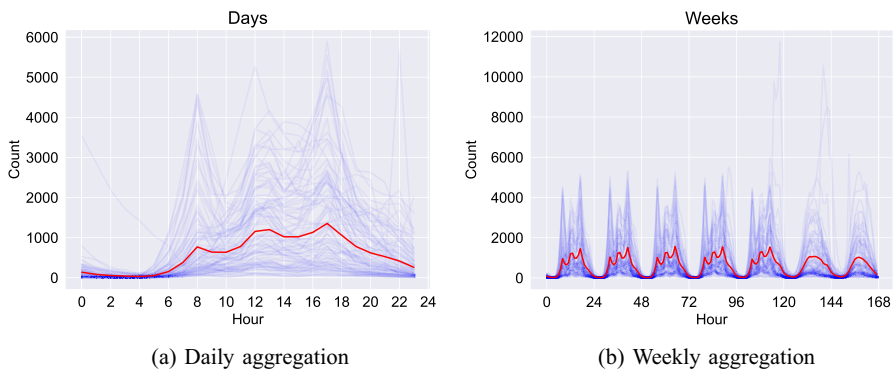 Days
6000
5000
4000
3000
2000
1000
0
Count
0 2 4 6 8 10 12 14 16 18 20 22 24
Hour
(a) Daily aggregation
Weeks
12000
10000
8000
6000
4000
2000
0
Count
0 24 48 72 96 120 144 168
Hour
(b) Weekly aggregation